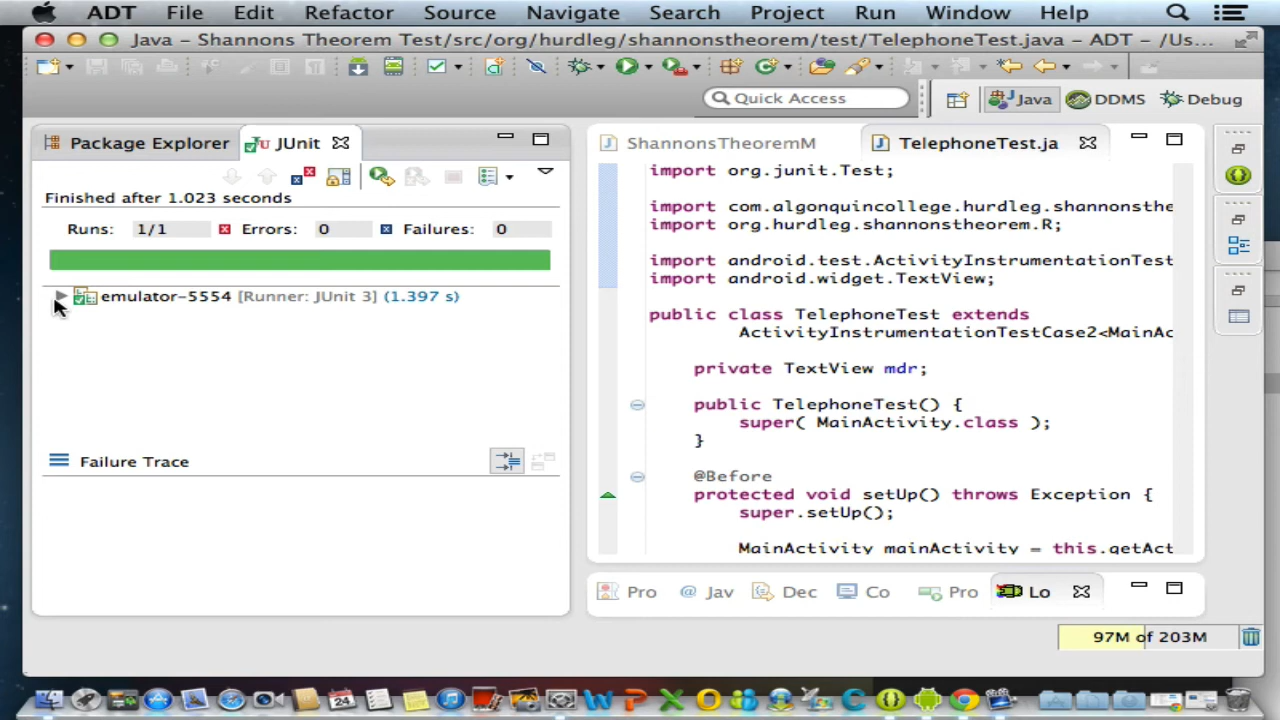 ADT File Edit Refactor Source Navigate Search Project Run Window Help
Java – Shannons Theorem Test/src/org/hurdleg/shannonstheorem/test/TelephoneTest.java – ADT – /Us...
Quick Access
Java DDMS Debug
Package Explorer JUnit
Finished after 1.023 seconds
Runs: 1/1 Errors: 0 Failures: 0
emulator-5554 [Runner: JUnit 3] (1.397 s)
Failure Trace
ShannonsTheoremM TelephoneTest.ja
import org.junit.Test;
import com.algonquincollege.hurdleg.shannonsthe
import org.hurdleg.shannonstheorem.R;
import android.test.ActivityInstrumentationTest
import android.widget.TextView;
public class TelephoneTest extends
ActivityInstrumentationTestCase2<MainAc
private TextView mdr;
public TelephoneTest() {
super( MainActivity.class );
}
@Before
protected void setUp() throws Exception {
super.setUp();
MainActivity mainActivity = this.getAct
Pro @ Jav Dec Co Pro Lo
97M of 203M